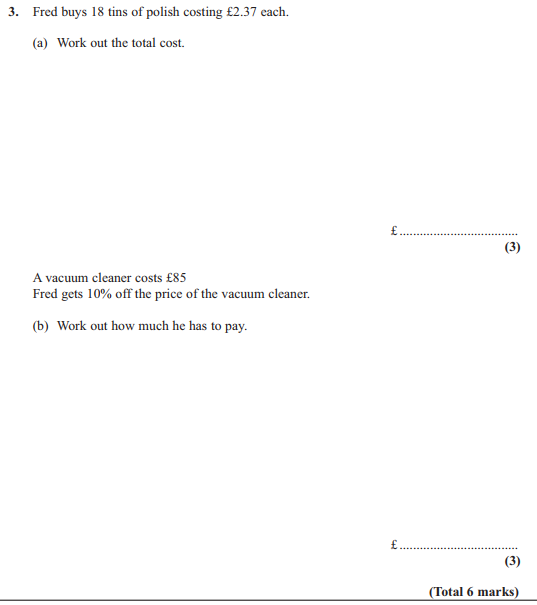 3. Fred buys 18 tins of polish costing £2.37 each.
(a) Work out the total cost.
£...................................
(3)
A vacuum cleaner costs £85
Fred gets 10% off the price of the vacuum cleaner.
(b) Work out how much he has to pay.
£...................................
(3)
(Total 6 marks)